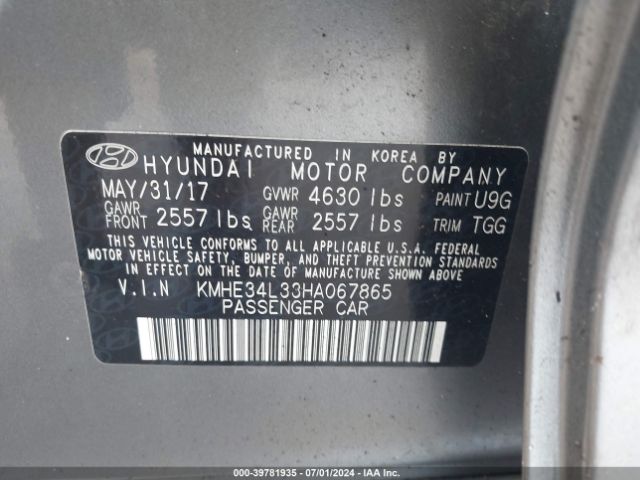 MANUFACTURED IN KOREA BY
HYUNDAI MOTOR COMPANY
MAY/31/17 GVWR 4630 lbs PAINT U9G
GAWR FRONT 2557 lbs GAWR REAR 2557 lbs TRIM TGG
THIS VEHICLE CONFORMS TO ALL APPLICABLE U.S.A. FEDERAL
MOTOR VEHICLE SAFETY, BUMPER, AND THEFT PREVENTION STANDARDS
IN EFFECT ON THE DATE OF MANUFACTURE SHOWN ABOVE
V.I.N KMHE34L33HA067865
PASSENGER CAR
000-39781935 - 07/01/2024 - COPART.COM